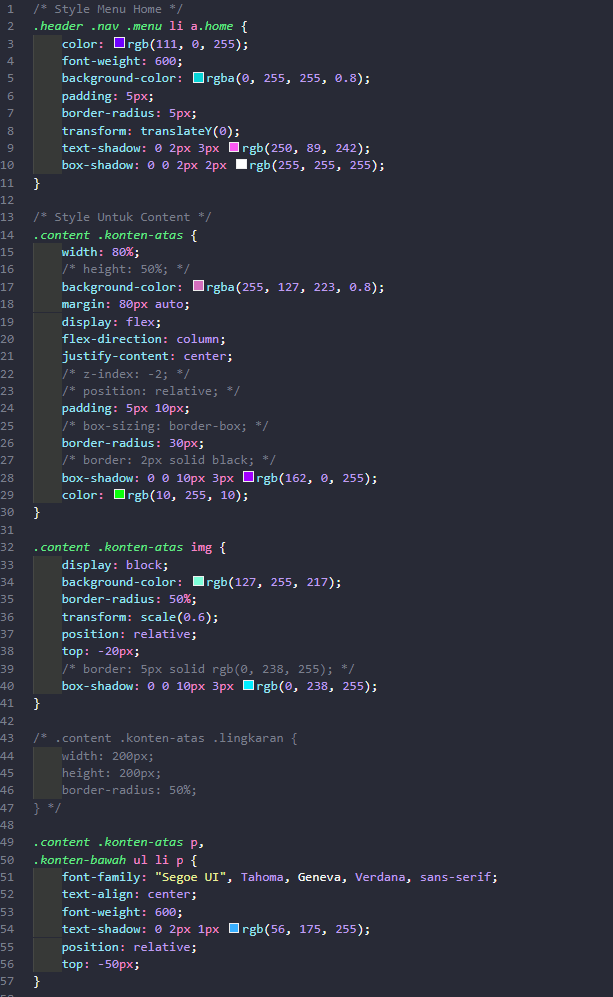 1 /* Style Menu Home */
2 .header .nav .menu li a.home {
3 color: rgb(111, 0, 255);
4 font-weight: 600;
5 background-color: rgba(0, 255, 255, 0.8);
6 padding: 5px;
7 border-radius: 5px;
8 transform: translateY(0);
9 text-shadow: 0 2px 3px rgb(250, 89, 242);
10 box-shadow: 0 0 2px 2px rgb(255, 255, 255);
11 }
12
13 /* Style Untuk Content */
14 .content .konten-atas {
15 width: 80%;
16 /* height: 50%; */
17 background-color: rgba(255, 127, 223, 0.8);
18 margin: 80px auto;
19 display: flex;
20 flex-direction: column;
21 justify-content: center;
22 /* z-index: -2; */
23 /* position: relative; */
24 padding: 5px 10px;
25 /* box-sizing: border-box; */
26 border-radius: 30px;
27 /* border: 2px solid black; */
28 box-shadow: 0 0 10px 3px rgb(162, 0, 255);
29 color: rgb(10, 255, 10);
30 }
31
32 .content .konten-atas img {
33 display: block;
34 background-color: rgb(127, 255, 217);
35 border-radius: 50%;
36 transform: scale(0.6);
37 position: relative;
38 top: -20px;
39 /* border: 5px solid rgb(0, 238, 255); */
40 box-shadow: 0 0 10px 3px rgb(0, 238, 255);
41 }
42
43 /* .content .konten-atas .lingkaran {
44 width: 200px;
45 height: 200px;
46 border-radius: 50%;
47 } */
48
49 .content .konten-atas p,
50 .konten-bawah ul li p {
51 font-family: "Segoe UI", Tahoma, Geneva, Verdana, sans-serif;
52 text-align: center;
53 font-weight: 600;
54 text-shadow: 0 2px 1px rgb(56, 175, 255);
55 position: relative;
56 top: -50px;
57 }